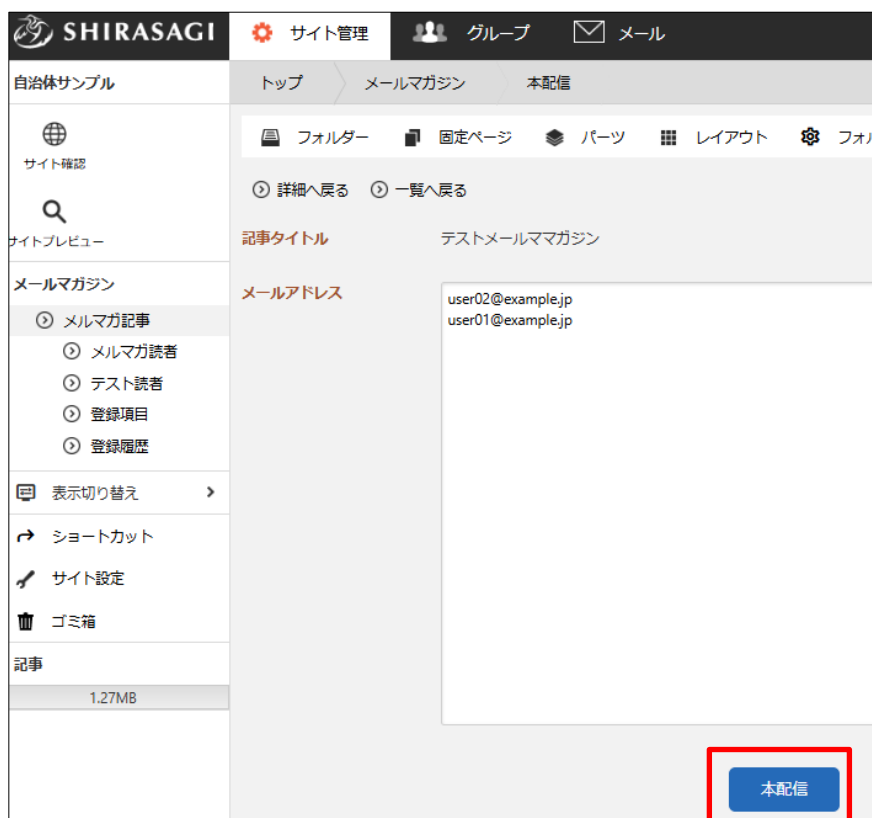 SHIRASAGI
サイト管理
グループ
メール
自治体サンプル
トップ
メールマガジン
本配信
サイト確認
サイトプレビュー
フォルダー
固定ページ
パーツ
レイアウト
フォル
詳細へ戻る
一覧へ戻る
記事タイトル
テストメールママガジン
メールアドレス
user02@example.jp
user01@example.jp
メールマガジン
メルマガ記事
メルマガ読者
テスト読者
登録項目
登録履歴
表示切り替え
ショートカット
サイト設定
ゴミ箱
記事
1.27MB
本配信